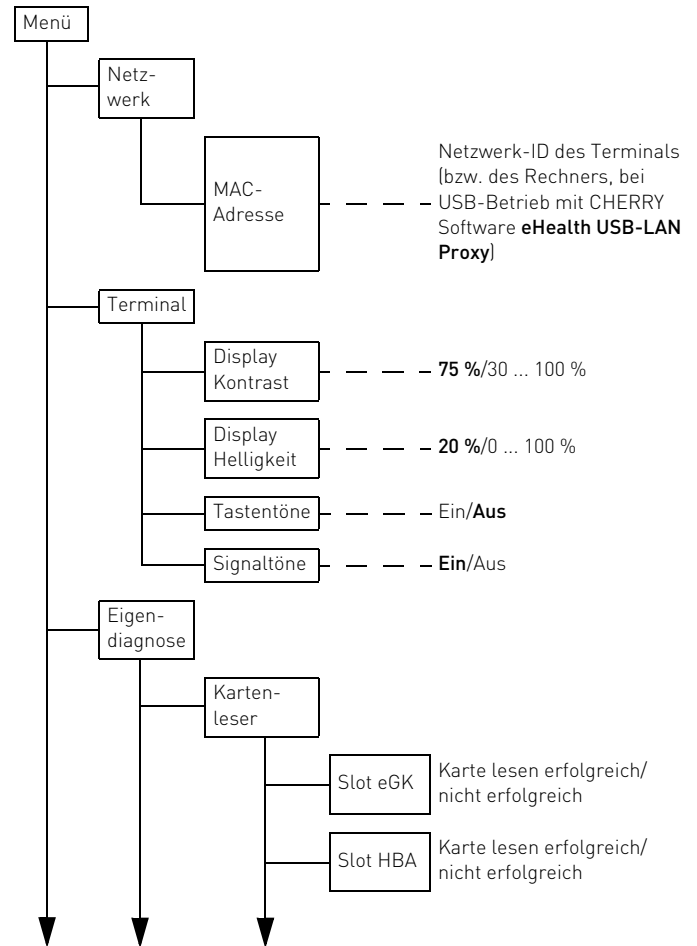 Menü
Netz-
werk
MAC-
Adresse
Netzwerk-ID des Terminals
(bzw. des Rechners, bei
USB-Betrieb mit CHERRY
Software eHealth USB-LAN
Proxy)
Terminal
Display
Kontrast
75 %/30 ... 100 %
Display
Helligkeit
20 %/0 ... 100 %
Tastentöne
Ein/Aus
Signaltöne
Ein/Aus
Eigen-
diagnose
Karten-
leser
Slot eGK
Karte lesen erfolgreich/
nicht erfolgreich
Slot HBA
Karte lesen erfolgreich/
nicht erfolgreich